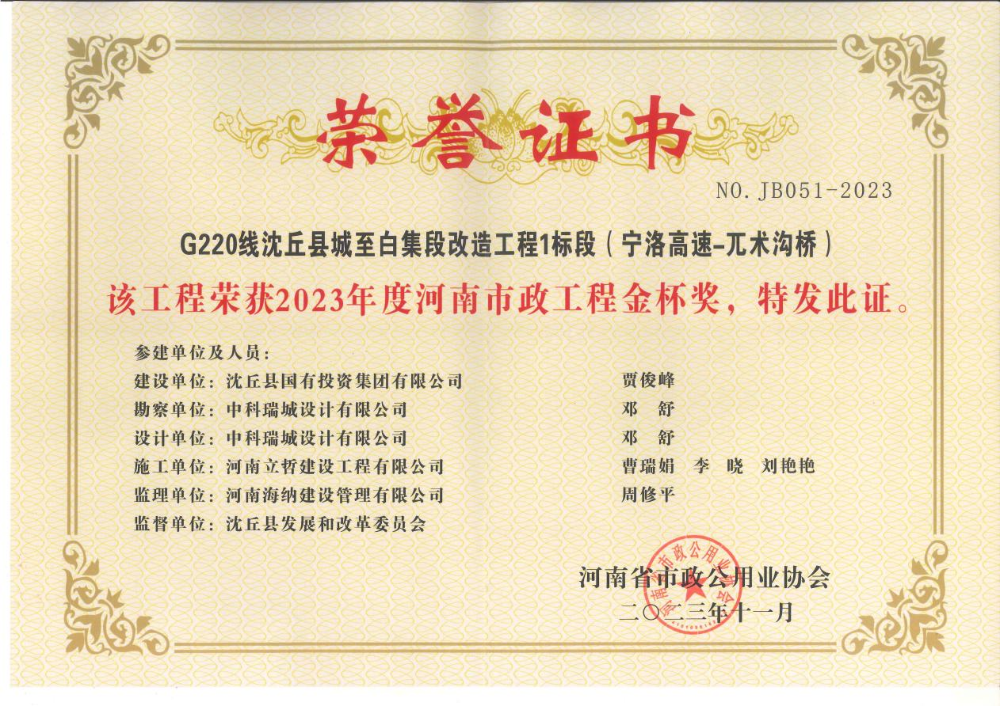 荣誉证书
NO. JB051-2023
G220线沈丘县城至白集段改造工程1标段（宁洛高速-兀术沟桥）
该工程荣获2023年度河南市政工程金杯奖，特发此证。
参建单位及人员：
建设单位：沈丘县国有投资集团有限公司 贾俊峰
勘察单位：中科瑞城设计有限公司 邓 舒
设计单位：中科瑞城设计有限公司 邓 舒
施工单位：河南立哲建设工程有限公司 曹瑞娟 李 晓 刘艳艳
监理单位：河南海纳建设管理有限公司 周修平
监督单位：沈丘县发展和改革委员会
河南省市政公用业协会
河南省市政公用业协会
二〇二三年十一月